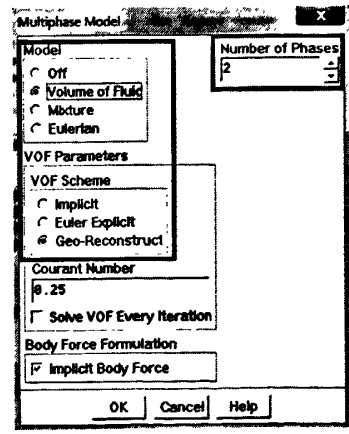 Multiphase Model
X
Model
Off
Volume of Fluid
Mixture
Eulerian
Number of Phases
2
VOF Parameters
VOF Scheme
Implicit
Euler Explicit
Geo-Reconstruct
Courant Number
0.25
Solve VOF Every Iteration
Body Force Formulation
Implicit Body Force
OK Cancel Help